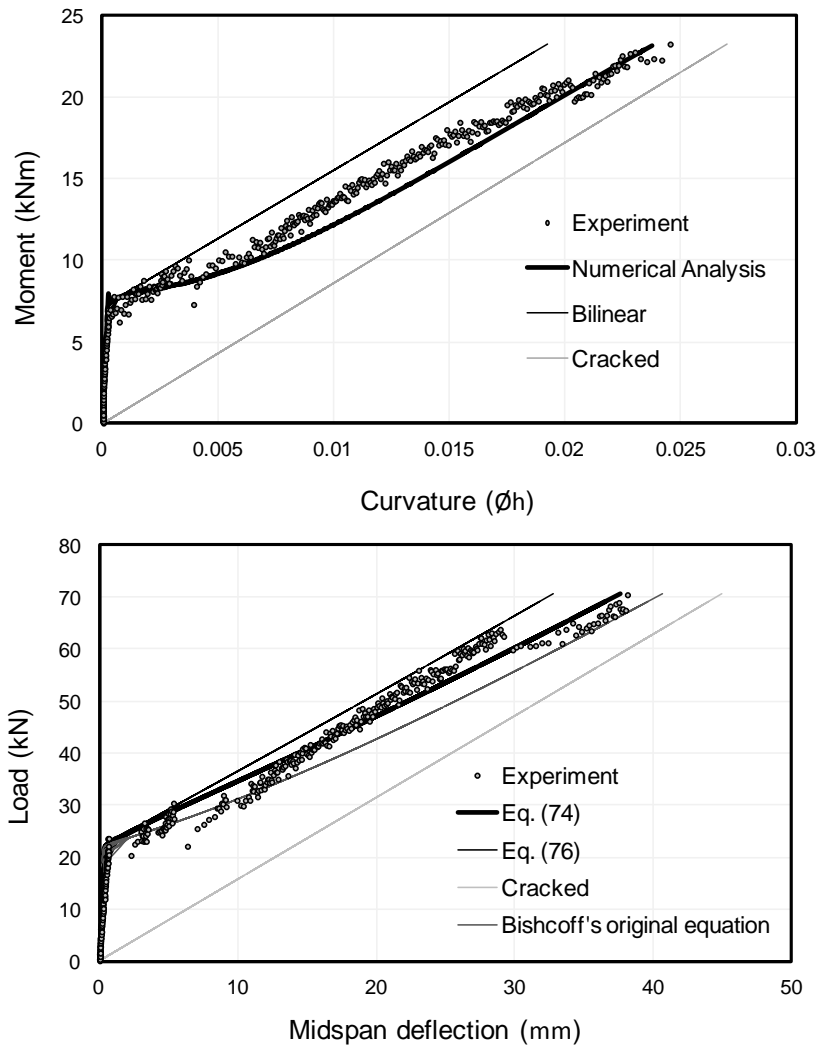 25
20
15
10
5
0
Moment (kNm)
Experiment
Numerical Analysis
Bilinear
Cracked
0 0.005 0.01 0.015 0.02 0.025 0.03
Curvature (Øh)
80
70
60
50
40
30
20
10
0
Load (kN)
Experiment
Eq. (74)
Eq. (76)
Cracked
Bishcoff's original equation
0 10 20 30 40 50
Midspan deflection (mm)